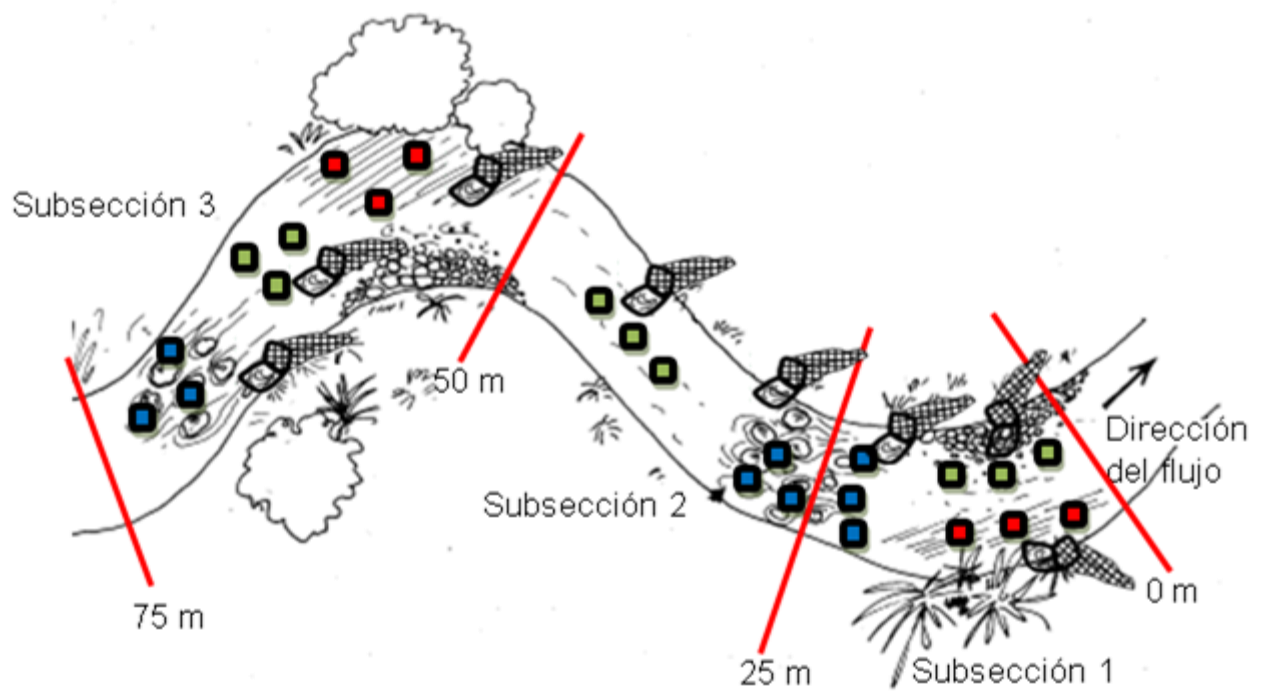 Subsección 3
50 m
Dirección
del flujo
Subsección 2
0 m
75 m
25 m
Subsección 1